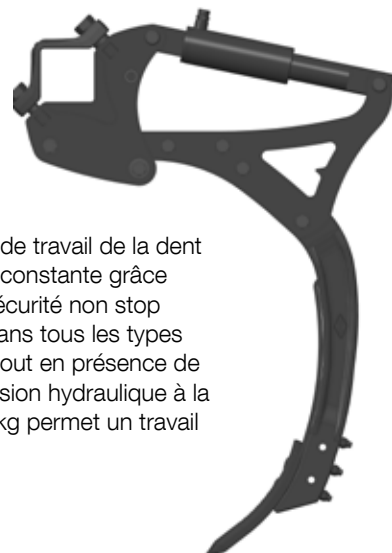 de travail de la dent
constante grâce
écurité non stop
ans tous les types
out en présence de
sion hydraulique à la
kg permet un travail